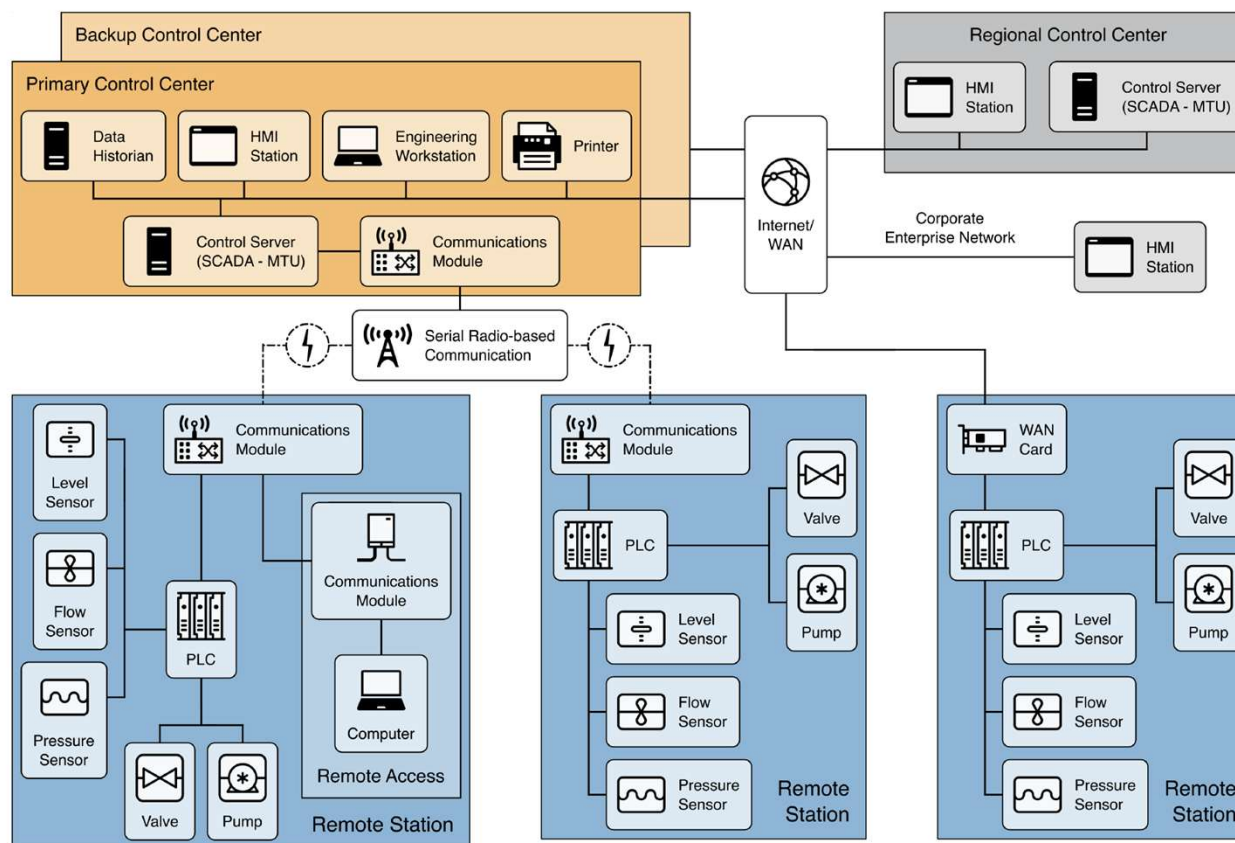 Backup Control Center
Primary Control Center
Data
Historian
HMI
Station
Engineering
Workstation
Printer
Control Server
(SCADA - MTU)
Communications
Module
Regional Control Center
HMI
Station
Control Server
(SCADA - MTU)
Internet/
WAN
Corporate
Enterprise Network
HMI
Station
Serial Radio-based
Communication
Level
Sensor
Flow
Sensor
Pressure
Sensor
Communications
Module
PLC
Valve
Pump
Communications
Module
Computer
Remote Access
Remote Station
Communications
Module
PLC
Valve
Pump
Level
Sensor
Flow
Sensor
Pressure
Sensor
Remote
Station
WAN
Card
PLC
Valve
Pump
Level
Sensor
Flow
Sensor
Pressure
Sensor
Remote
Station